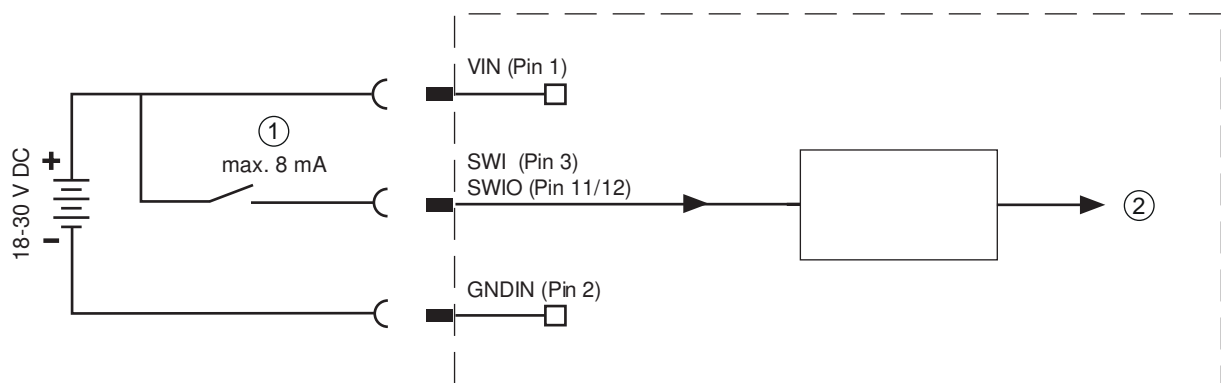 VIN (Pin 1)
1
max. 8 mA
SWI (Pin 3)
SWIO (Pin 11/12)
2
+
18-30 V DC
-
GNDIN (Pin 2)